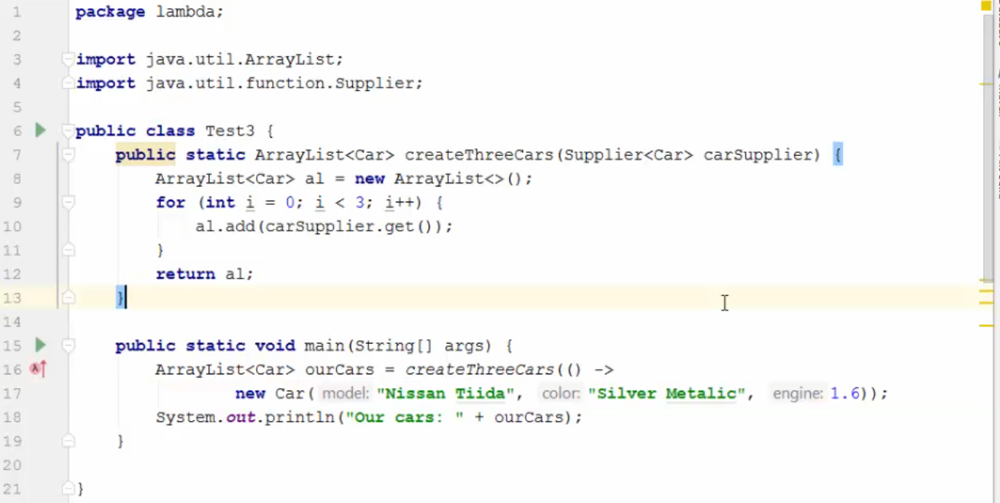 1 package lambda;
2
3 import java.util.ArrayList;
4 import java.util.function.Supplier;
5
6 public class Test3 {
7 public static ArrayList<Car> createThreeCars(Supplier<Car> carSupplier) {
8 ArrayList<Car> al = new ArrayList<>();
9 for (int i = 0; i < 3; i++) {
10 al.add(carSupplier.get());
11 }
12 return al;
13 }
14
15 public static void main(String[] args) {
16 ArrayList<Car> ourCars = createThreeCars(() ->
17 new Car( model: "Nissan Tiida", color: "Silver Metalic", engine: 1.6));
18 System.out.println("Our cars: " + ourCars);
19 }
20
21 }